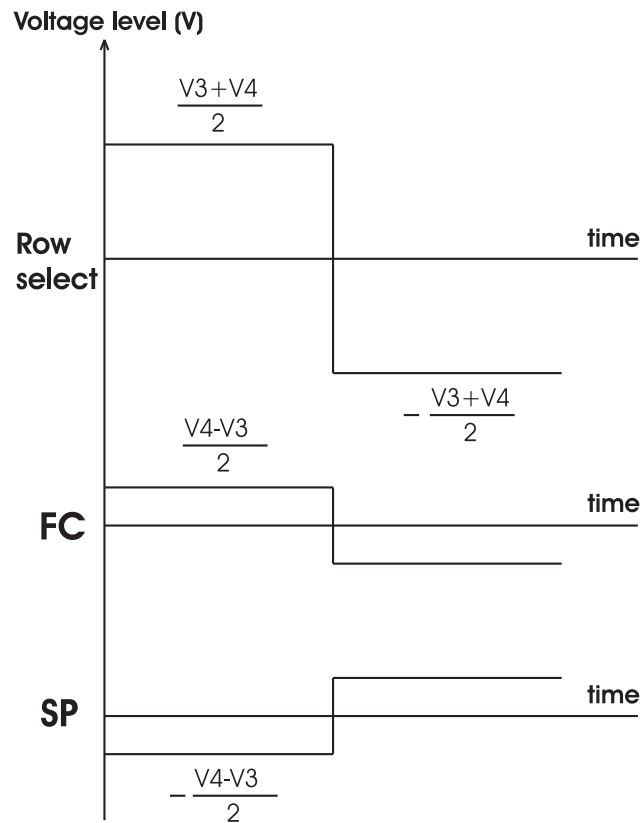 Voltage level (V)
V3+V4
2
Row
select
time
- V3+V4
2
V4-V3
2
FC
time
SP
time
- V4-V3
2